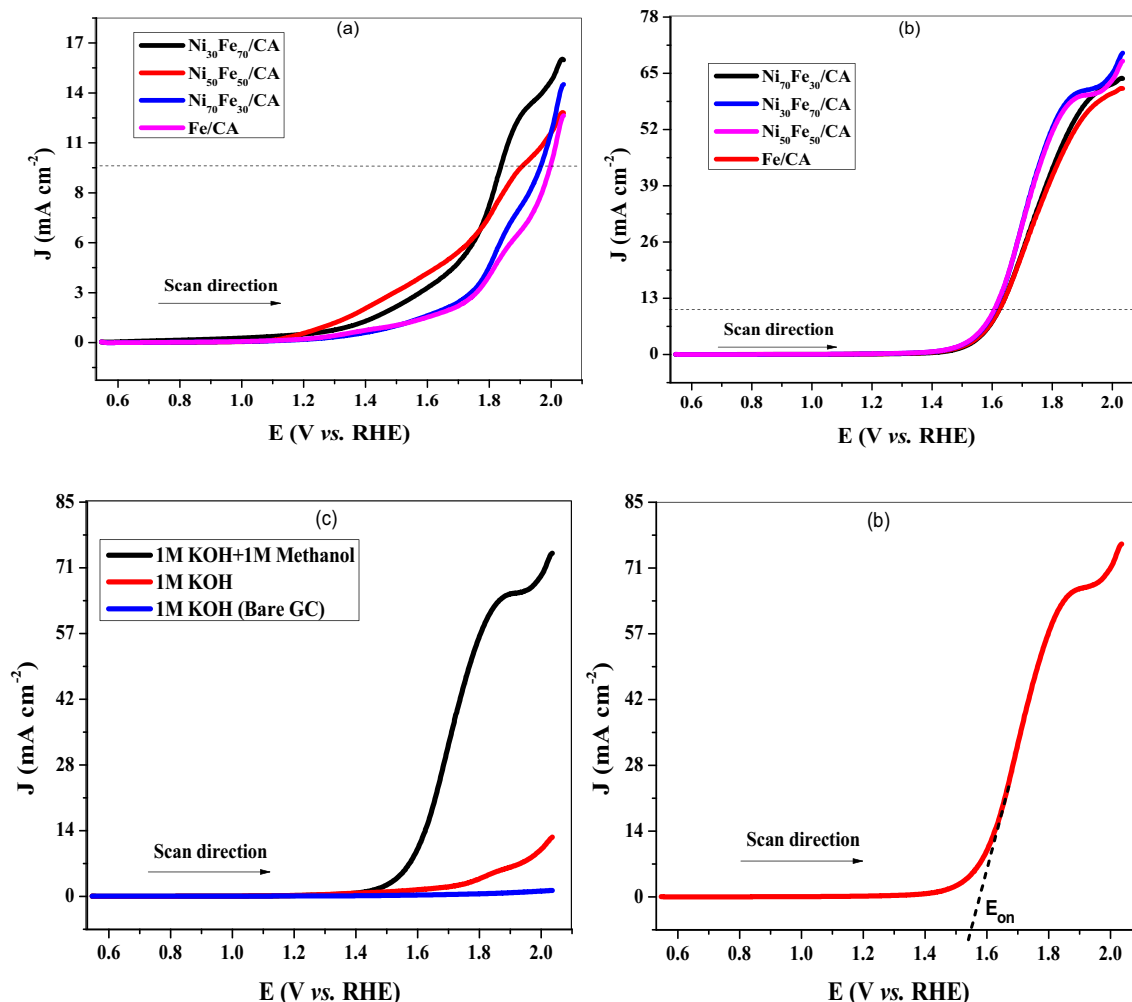 (a)
Ni₃₀Fe₇₀/CA
Ni₅₀Fe₅₀/CA
Ni₇₀Fe₃₀/CA
Fe/CA
17
14
11
9
6
3
0
J (mA cm⁻²)
Scan direction
0.6 0.8 1.0 1.2 1.4 1.6 1.8 2.0
E (V vs. RHE)
(b)
Ni₇₀Fe₃₀/CA
Ni₃₀Fe₇₀/CA
Ni₅₀Fe₅₀/CA
Fe/CA
78
65
52
39
26
13
0
J (mA cm⁻²)
Scan direction
0.6 0.8 1.0 1.2 1.4 1.6 1.8 2.0
E (V vs. RHE)
(c)
1M KOH+1M Methanol
1M KOH
1M KOH (Bare GC)
85
71
57
42
28
14
0
J (mA cm⁻²)
Scan direction
0.6 0.8 1.0 1.2 1.4 1.6 1.8 2.0
E (V vs. RHE)
(b)
85
71
57
42
28
14
0
J (mA cm⁻²)
Scan direction
Eₒₙ
0.6 0.8 1.0 1.2 1.4 1.6 1.8 2.0
E (V vs. RHE)